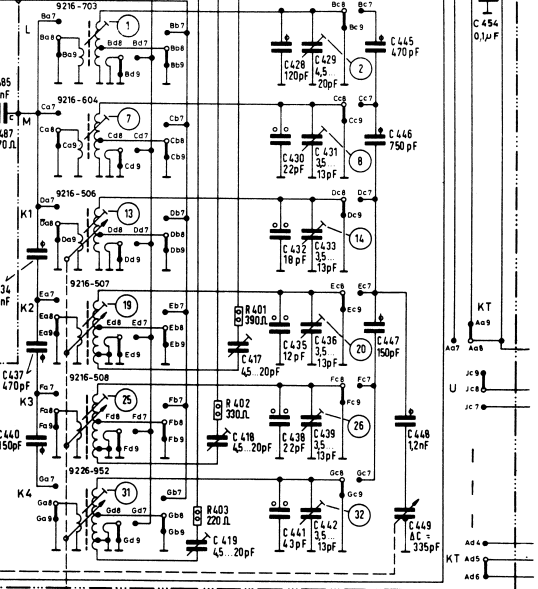 9216-703
Ba7
L
1
Bb7
Ba8
Ba9
Bd8
Bd7
Bb8
Bd9
Bb9
Bc8
Bc7
Bc9
C428
120pF
C429
4,5...
20pF
2
C445
470pF
C454
0,1µF
485
nF
C
M
487
70Ω
9216-604
Ca7
7
Ca8
Ca9
Cd8
Cd7
Cb8
Cd9
Cb9
Cc8
Cc9
C430
22pF
C431
3,5...
13pF
8
C446
750pF
9216-506
Da7
K1
13
Db7
Da8
Da9
Dd8
Dd7
Db8
Dd9
Db9
Dc8
Dc7
Dc9
C432
18pF
C433
3,5...
13pF
14
34
nF
9216-507
Ea7
K2
19
Eb7
Ea8
Ea9
Ed8
Ed7
Eb8
Ed9
Eb9
R401
390Ω
C417
4,5...20pF
Ec8
Ec7
Ec9
C435
12pF
C436
3,5...
13pF
20
C447
150pF
KT
Aa9
Aa7
Aa8
C437
470pF
9216-508
Fa7
K3
25
Fb7
Fa8
Fa9
Fd8
Fd7
Fb8
Fd9
Fb9
R402
330Ω
C418
4,5...20pF
Fc8
Fc7
Fc9
C438
22pF
C439
3,5...
13pF
26
C448
1,2nF
Jc9
U
Jc8
Jc7
C440
150pF
9226-952
Ga7
K4
31
Gb7
Ga8
Ga9
Gd8
Gd7
Gb8
Gd9
Gb9
R403
220Ω
C419
4,5...20pF
Gc8
Gc7
Gc9
C441
43pF
C442
3,5...
13pF
32
C449
ΔC =
335pF
Ad4
KT
Ad5
Ad6